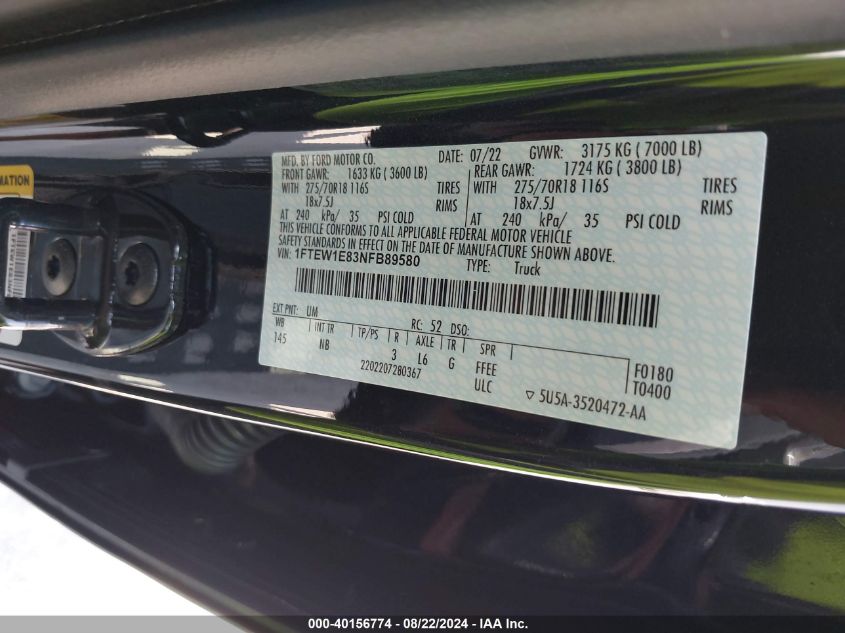 MFD. BY FORD MOTOR CO.
DATE: 07/22 GVWR: 3175 KG ( 7000 LB)
FRONT GAWR: 1633 KG ( 3600 LB) REAR GAWR: 1724 KG ( 3800 LB)
WITH 275/70R18 116S TIRES WITH 275/70R18 116S TIRES
18x7.5J RIMS 18x7.5J RIMS
AT 240 kPa/ 35 PSI COLD AT 240 kPa/ 35 PSI COLD
THIS VEHICLE CONFORMS TO ALL APPLICABLE FEDERAL MOTOR VEHICLE
SAFETY STANDARDS IN EFFECT ON THE DATE OF MANUFACTURE SHOWN ABOVE.
VIN: 1FTEW1E83NFB89580 TYPE: Truck
EXT PNT: UM RC: 52 DSO:
WB INT TR TP/PS R AXLE TR SPR
145 NB 3 L6 G FFEE F0180
2202207280367 ULC T0400
▽ 5U5A-3520472-AA
MATION
000-40156774 - 08/22/2024 - IAA Inc.